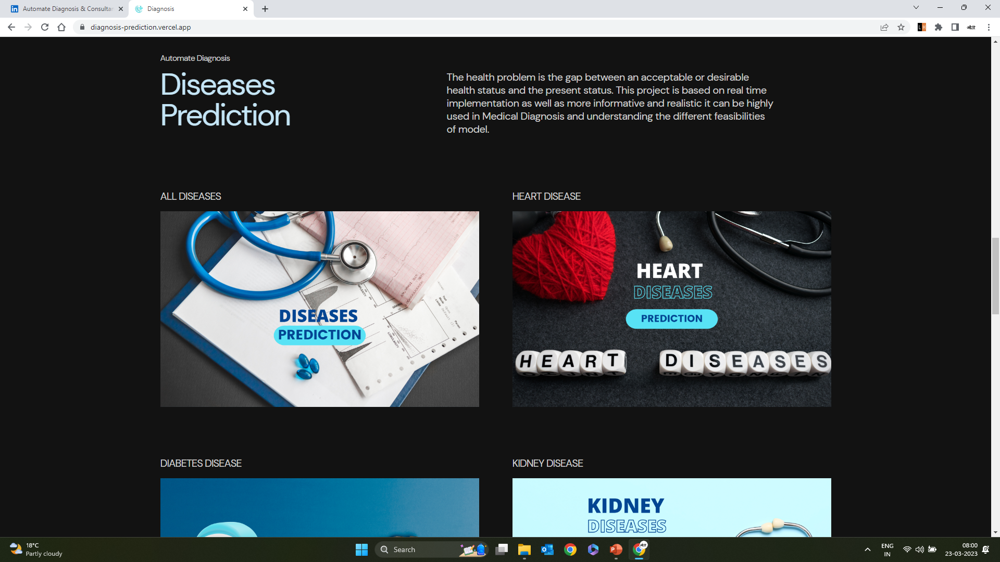 Automate Diagnosis & Consultan
Diagnosis
diagnosis-prediction.vercel.app
Automate Diagnosis
Diseases
Prediction
The health problem is the gap between an acceptable or desirable
health status and the present status. This project is based on real time
implementation as well as more informative and realistic it can be highly
used in Medical Diagnosis and understanding the different feasibilities
of model.
ALL DISEASES
HEART DISEASE
DISEASES
PREDICTION
HEART
DISEASES
PREDICTION
HEART DISEASES
DIABETES DISEASE
KIDNEY DISEASE
KIDNEY
DISEASES
18°C
Partly cloudy
Search
ENG
IN
08:00
23-03-2023